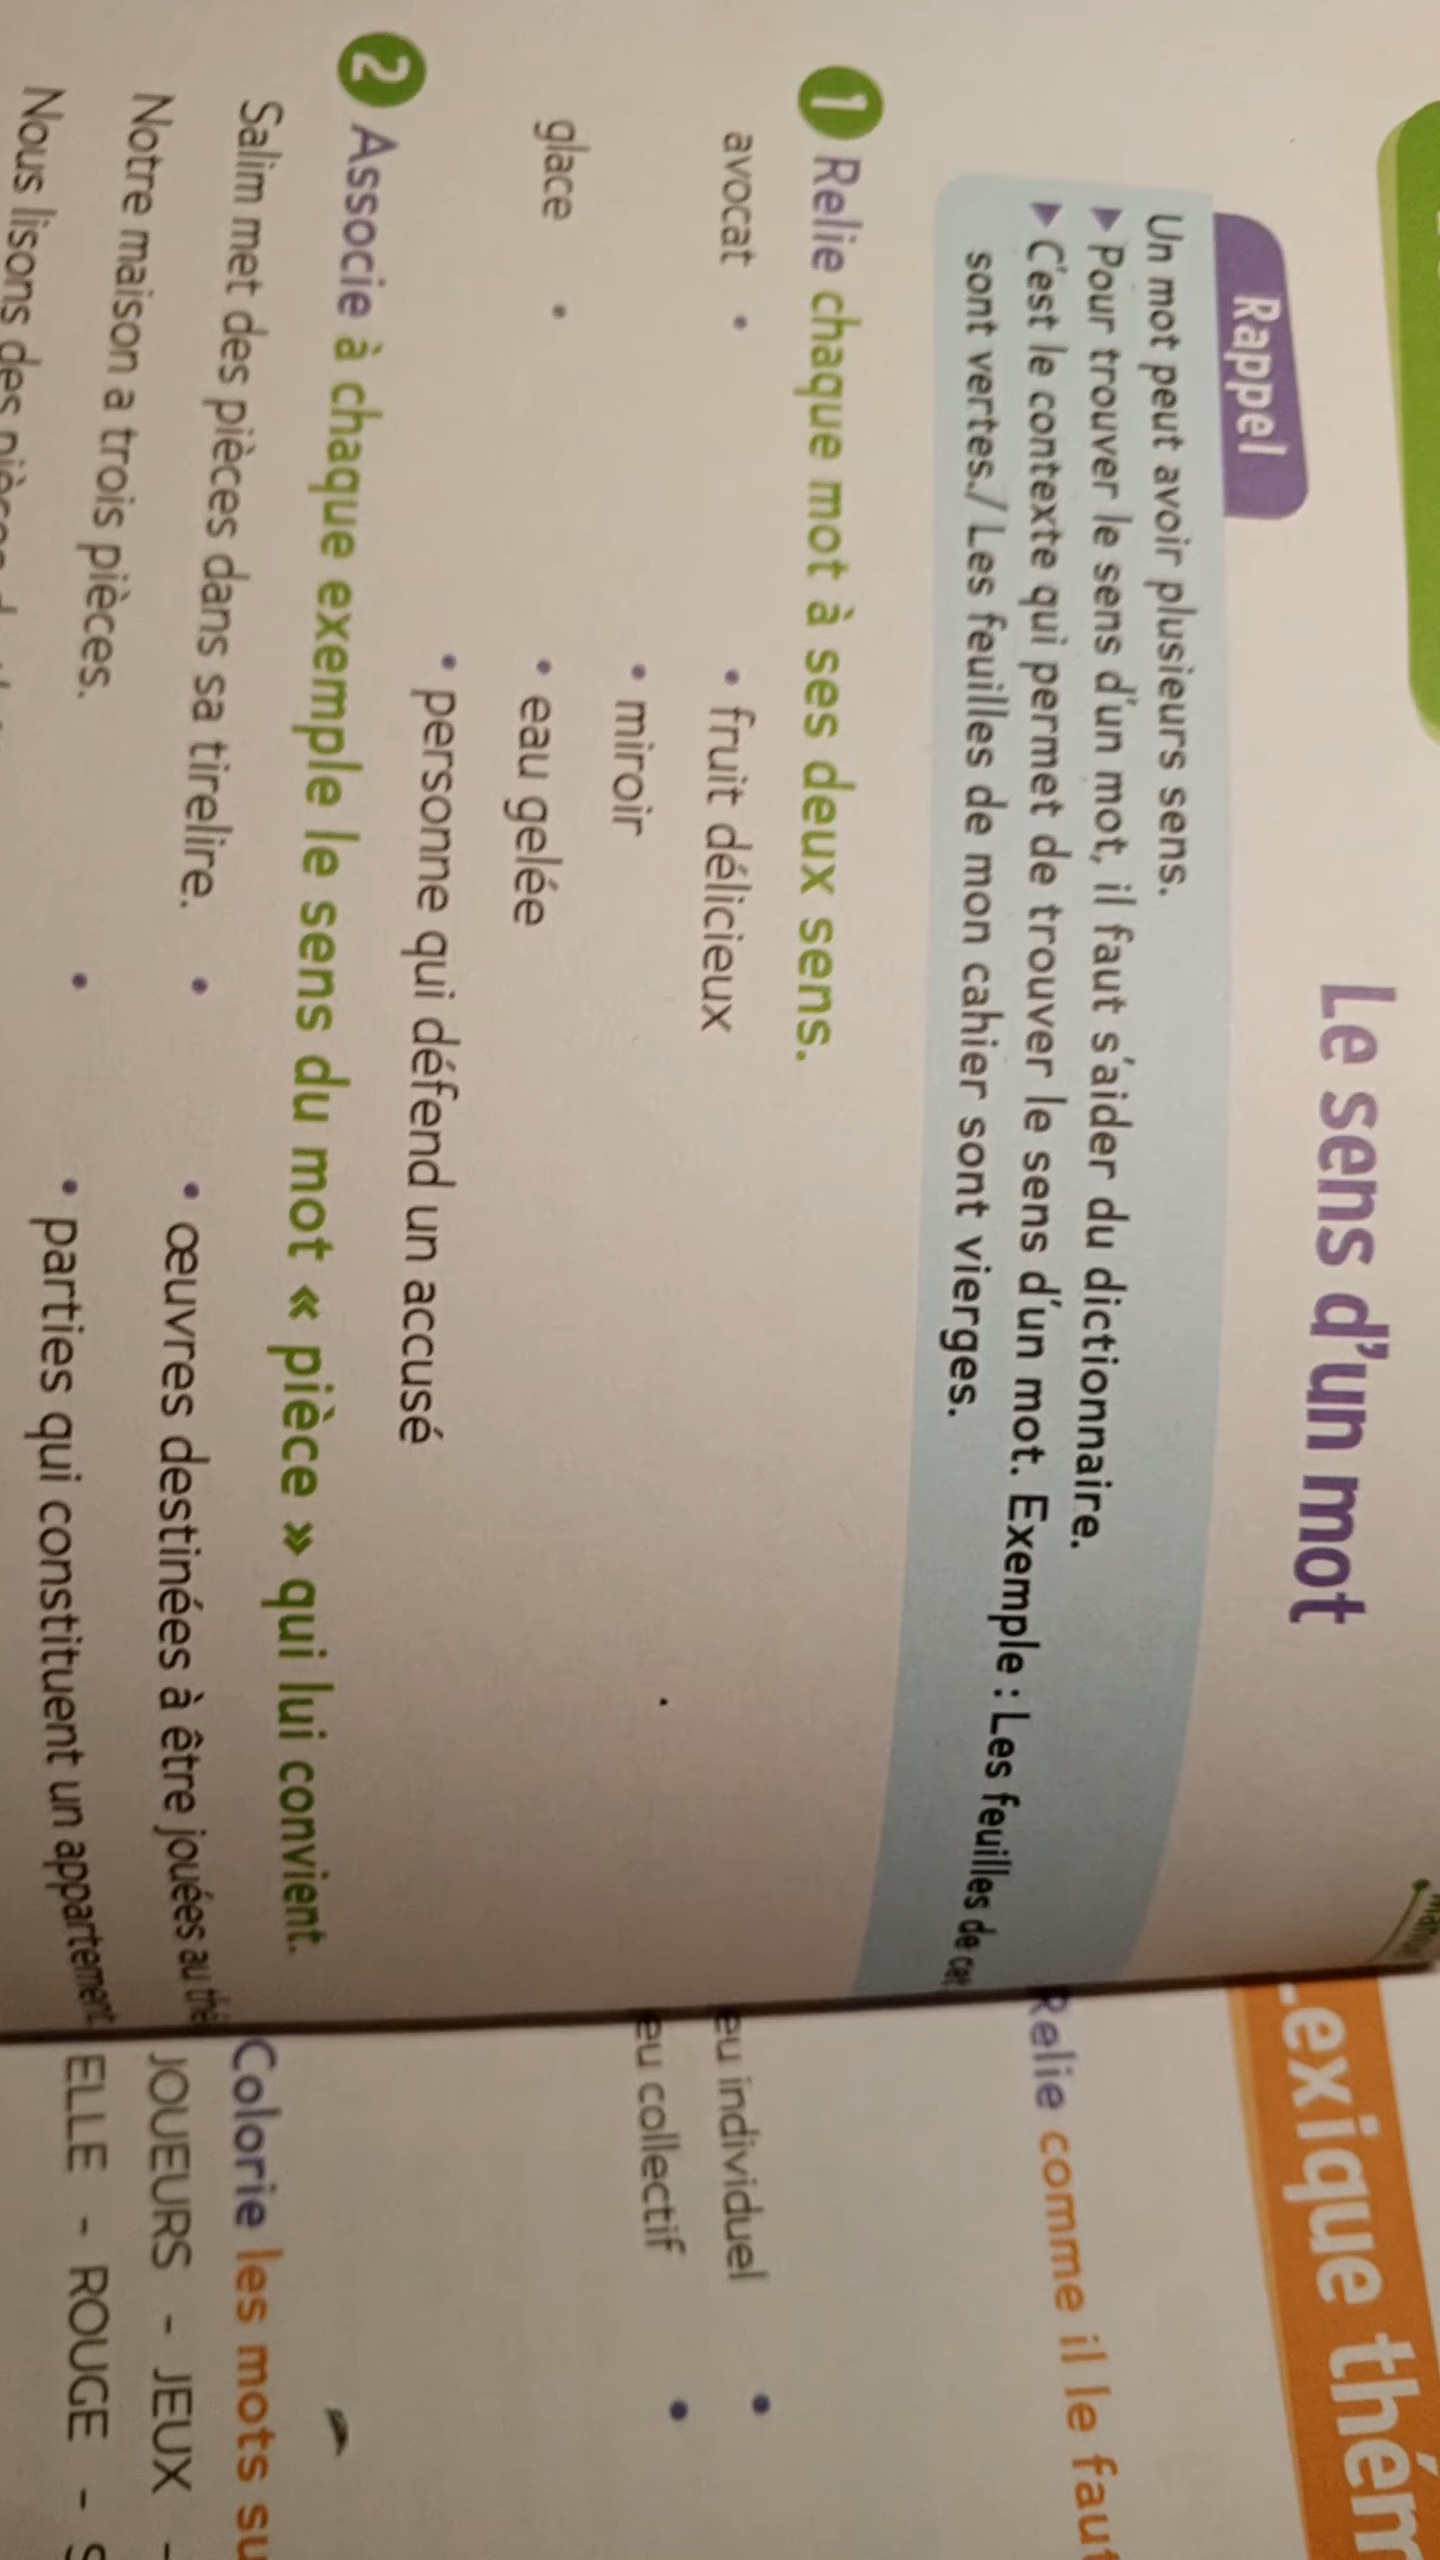 Le sens d'un mot
Rappel
Un mot peut avoir plusieurs sens.
▶ Pour trouver le sens d'un mot, il faut s'aider du dictionnaire.
▶ C'est le contexte qui permet de trouver le sens d'un mot. Exemple : Les feuilles de
sont vertes./ Les feuilles de mon cahier sont vierges.
1 Relie chaque mot à ses deux sens.
avocat • • fruit délicieux
• miroir
glace • • eau gelée
• personne qui défend un accusé
2 Associe à chaque exemple le sens du mot « pièce » qui lui convient.
Salim met des pièces dans sa tirelire. • • œuvres destinées à être jouées au
Notre maison a trois pièces. • • parties qui constituent un appartement
Nous lisons des
Lexique
Relie comme il le faut
eu individuel •
eu collectif •
Colorie les mots
JOUEURS - JEUX -
ELLE - ROUGE -